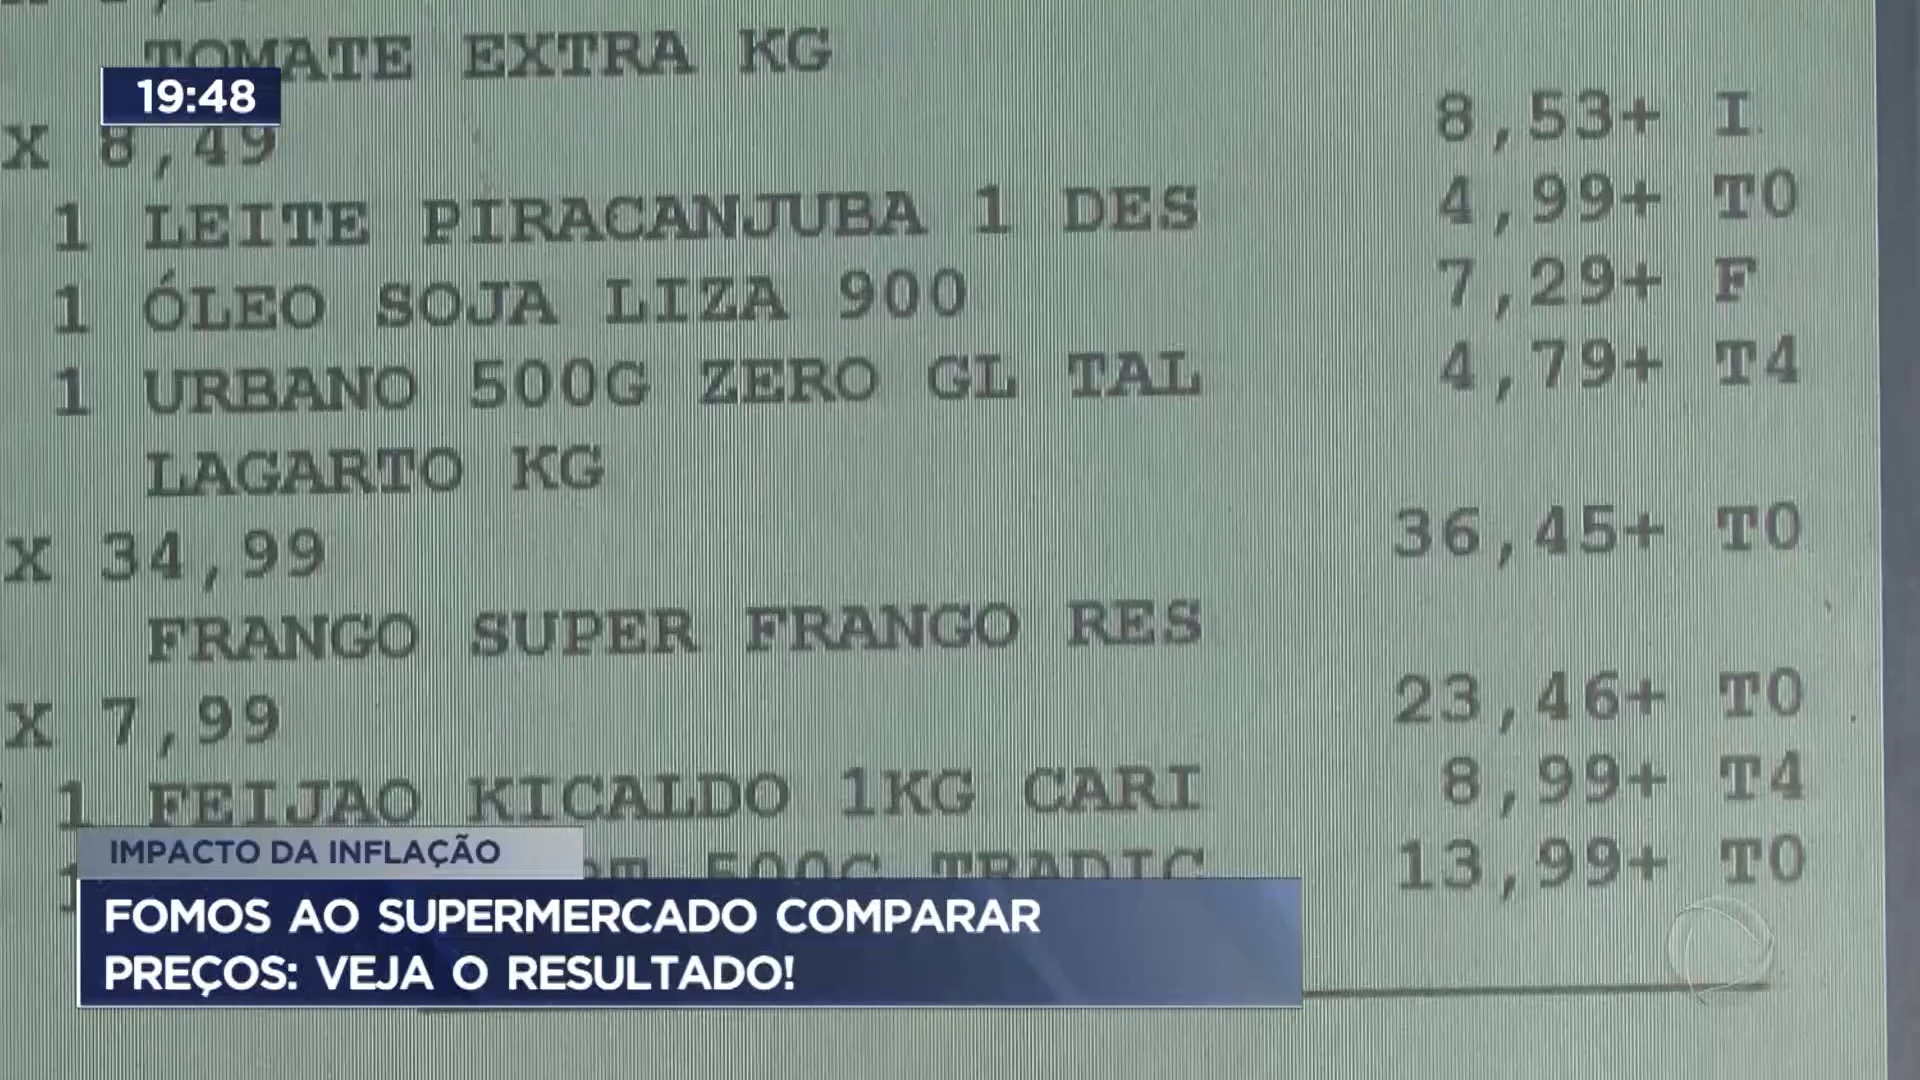 TOMATE EXTRA KG
19:48
X 8,49 8,53+ I
1 LEITE PIRACANJUBA 1 DES 4,99+ T0
1 ÓLEO SOJA LIZA 900 7,29+ F
1 URBANO 500G ZERO GL TAL 4,79+ T4
LAGARTO KG
X 34,99 36,45+ T0
FRANGO SUPER FRANGO RES
X 7,99 23,46+ T0
1 FEIJAO KICALDO 1KG CARI 8,99+ T4
500G TRADIC 13,99+ T0
IMPACTO DA INFLAÇÃO
FOMOS AO SUPERMERCADO COMPARAR
PREÇOS: VEJA O RESULTADO!